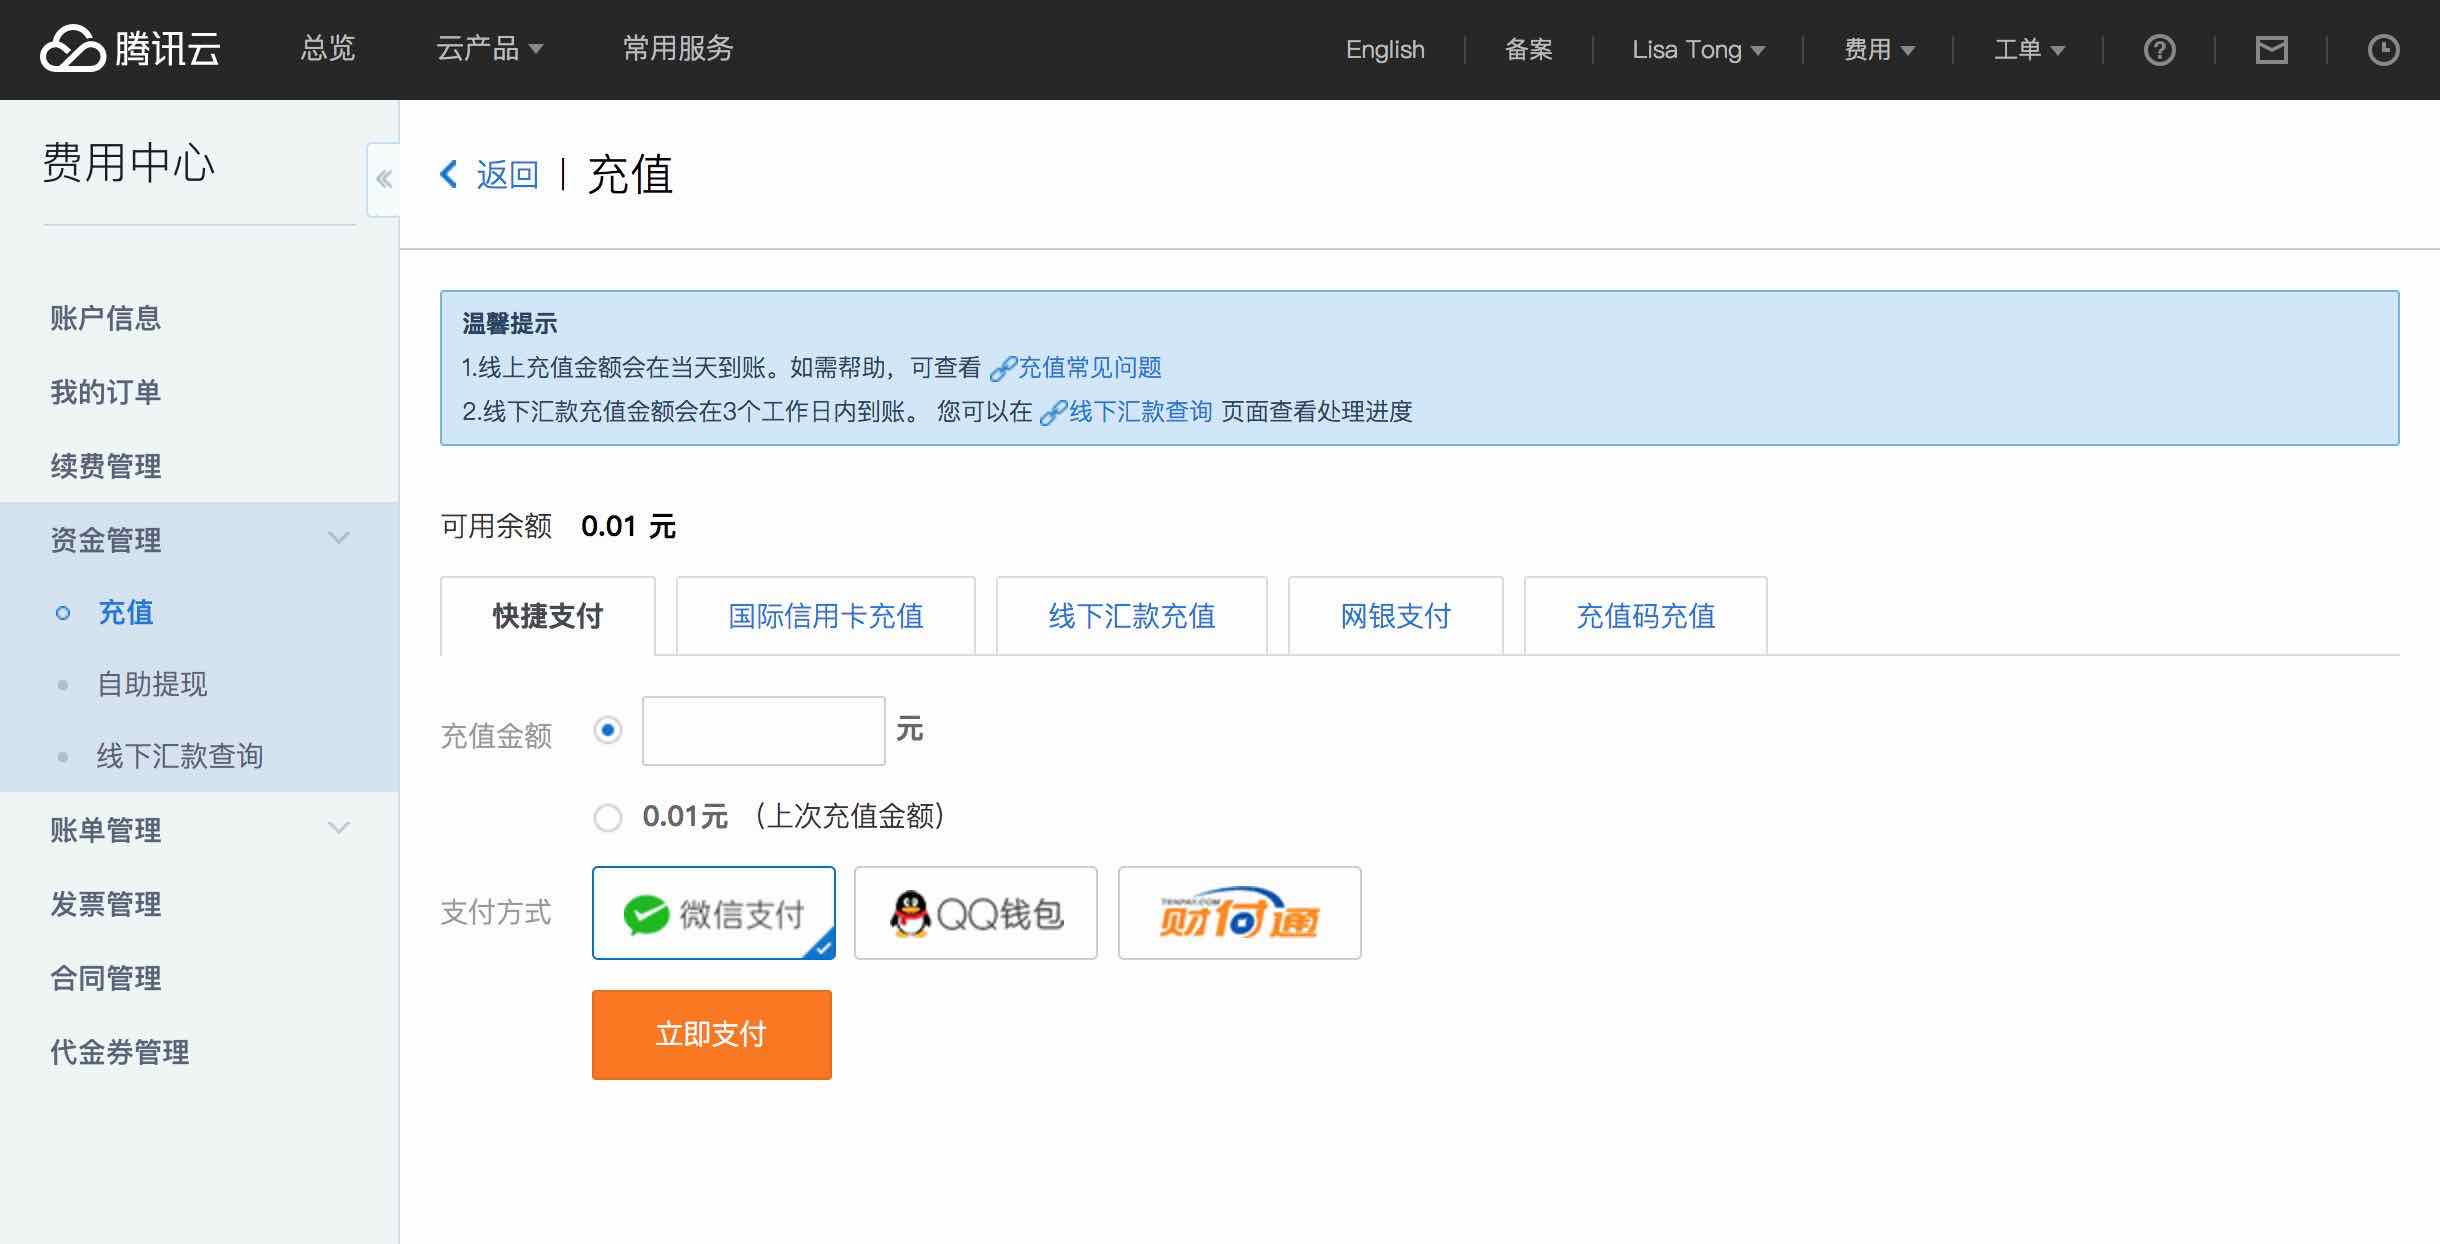 腾讯云 总览 云产品 常用服务 English 备案 Lisa Tong 费用 工单
费用中心
账户信息
我的订单
续费管理
资金管理
充值
自助提现
线下汇款查询
账单管理
发票管理
合同管理
代金券管理
返回 | 充值
温馨提示
1.线上充值金额会在当天到账。如需帮助，可查看 充值常见问题
2.线下汇款充值金额会在3个工作日内到账。 您可以在 线下汇款查询 页面查看处理进度
可用余额 0.01 元
快捷支付 国际信用卡充值 线下汇款充值 网银支付 充值码充值
充值金额 元
0.01元 （上次充值金额）
支付方式 微信支付 QQ钱包 TENPAY.COM 财付通
立即支付